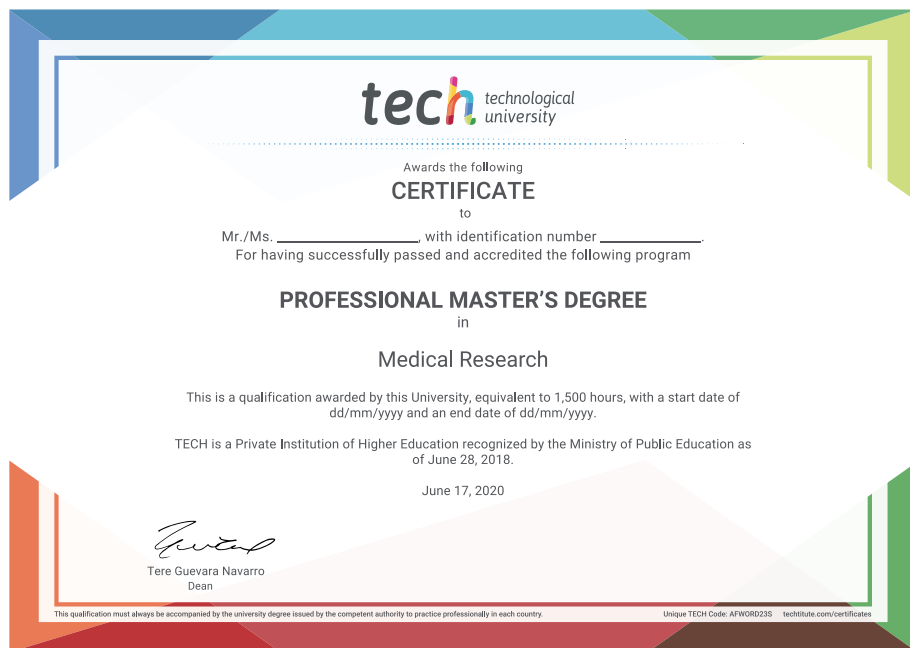 tech technological
university
Awards the following
CERTIFICATE
to
Mr./Ms. ____________________, with identification number ______________.
For having successfully passed and accredited the following program
PROFESSIONAL MASTER'S DEGREE
in
Medical Research
This is a qualification awarded by this University, equivalent to 1,500 hours, with a start date of
dd/mm/yyyy and an end date of dd/mm/yyyy.
TECH is a Private Institution of Higher Education recognized by the Ministry of Public Education as
of June 28, 2018.
June 17, 2020
Tere Guevara Navarro
Dean
This qualification must always be accompanied by the university degree issued by the competent authority to practice professionally in each country.
Unique TECH Code: AFWORD23S techtitute.com/certificates